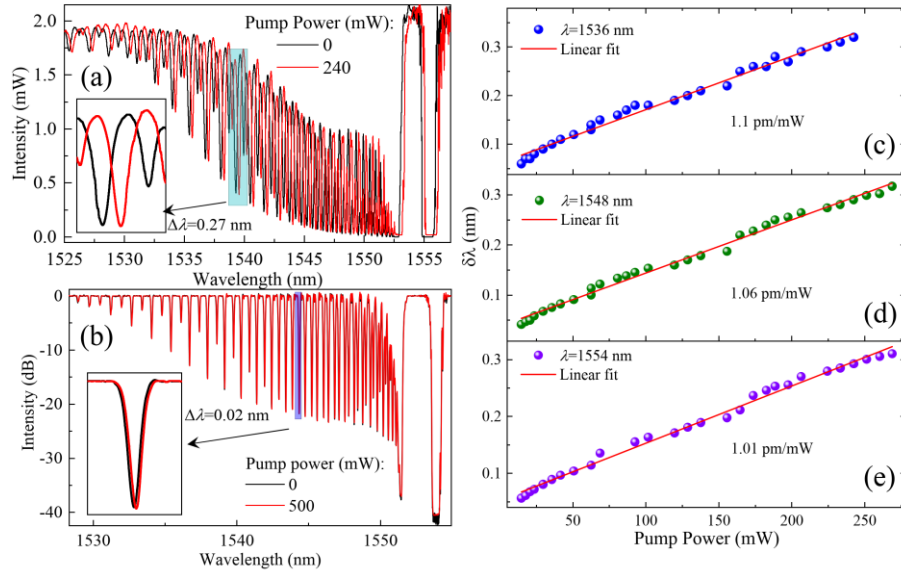 Pump Power (mW):
0
240
(a)
Δλ=0.27 nm
2.0
1.5
1.0
0.5
0.0
Intensity (mW)
1525 1530 1535 1540 1545 1550 1555
Wavelength (nm)
(b)
Δλ=0.02 nm
Pump power (mW):
0
500
0
-10
-20
-30
-40
Intensity (dB)
1530 1540 1550
Wavelength (nm)
λ=1536 nm
Linear fit
1.1 pm/mW
(c)
0.3
0.2
0.1
λ=1548 nm
Linear fit
1.06 pm/mW
(d)
0.3
0.2
0.1
δλ (nm)
λ=1554 nm
Linear fit
1.01 pm/mW
(e)
0.3
0.2
0.1
50 100 150 200 250
Pump Power (mW)